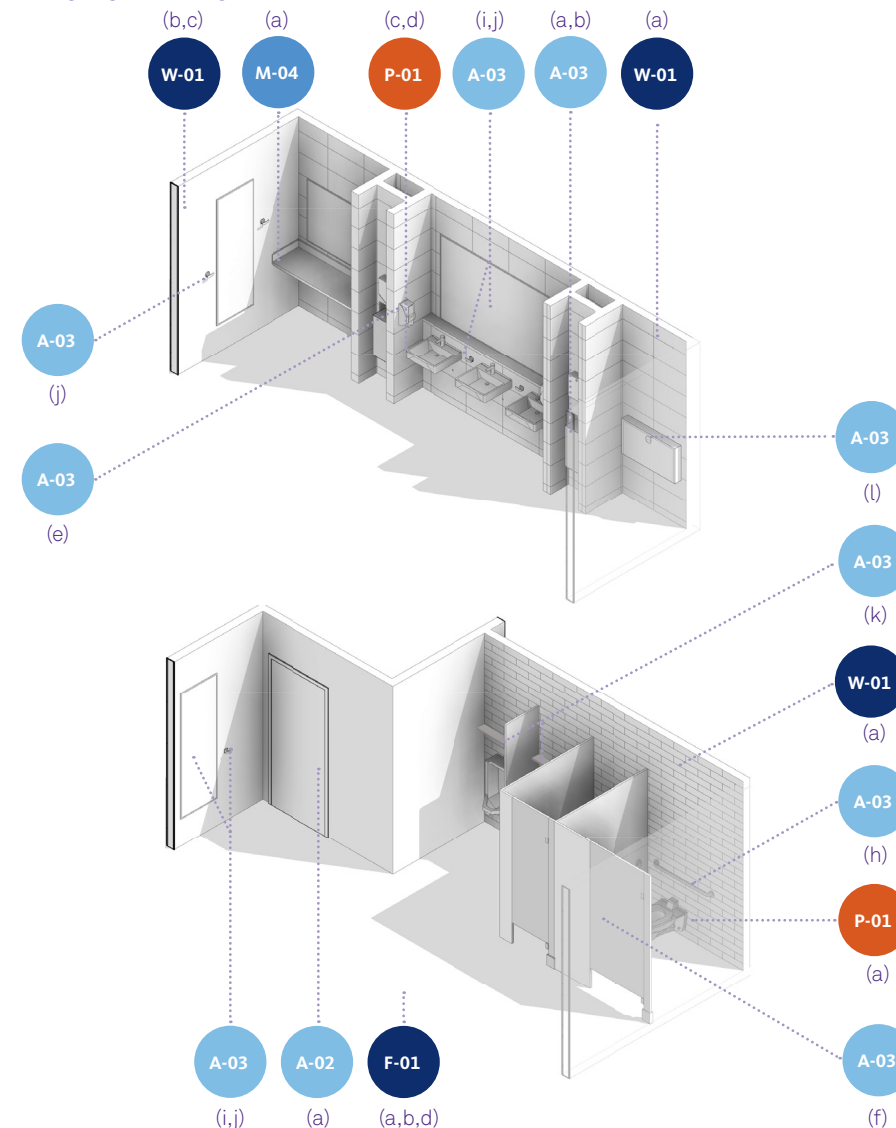 (b,c) (a) (c,d) (i,j) (a,b) (a)
W-01 M-04 P-01 A-03 A-03 W-01
A-03
(j)
A-03
(l)
A-03
(e)
A-03
(k)
W-01
(a)
A-03
(h)
P-01
(a)
A-03 A-02 F-01 A-03
(i,j) (a) (a,b,d) (f)